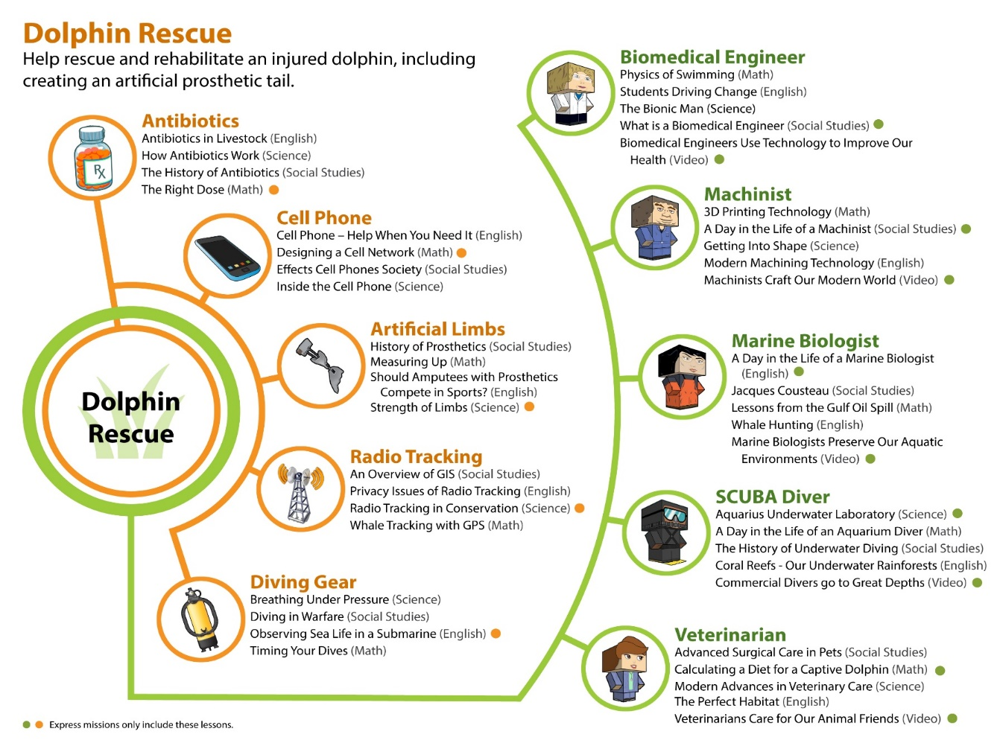 Dolphin Rescue
Help rescue and rehabilitate an injured dolphin, including
creating an artificial prosthetic tail.
Antibiotics
Antibiotics in Livestock (English)
How Antibiotics Work (Science)
The History of Antibiotics (Social Studies)
The Right Dose (Math)
Rx
Cell Phone
Cell Phone – Help When You Need It (English)
Designing a Cell Network (Math)
Effects Cell Phones Society (Social Studies)
Inside the Cell Phone (Science)
Artificial Limbs
History of Prosthetics (Social Studies)
Measuring Up (Math)
Should Amputees with Prosthetics
Compete in Sports? (English)
Strength of Limbs (Science)
Dolphin
Rescue
Radio Tracking
An Overview of GIS (Social Studies)
Privacy Issues of Radio Tracking (English)
Radio Tracking in Conservation (Science)
Whale Tracking with GPS (Math)
Diving Gear
Breathing Under Pressure (Science)
Diving in Warfare (Social Studies)
Observing Sea Life in a Submarine (English)
Timing Your Dives (Math)
Biomedical Engineer
Physics of Swimming (Math)
Students Driving Change (English)
The Bionic Man (Science)
What is a Biomedical Engineer (Social Studies)
Biomedical Engineers Use Technology to Improve Our
Health (Video)
Machinist
3D Printing Technology (Math)
A Day in the Life of a Machinist (Social Studies)
Getting Into Shape (Science)
Modern Machining Technology (English)
Machinists Craft Our Modern World (Video)
Marine Biologist
A Day in the Life of a Marine Biologist
(English)
Jacques Cousteau (Social Studies)
Lessons from the Gulf Oil Spill (Math)
Whale Hunting (English)
Marine Biologists Preserve Our Aquatic
Environments (Video)
SCUBA Diver
Aquarius Underwater Laboratory (Science)
A Day in the Life of an Aquarium Diver (Math)
The History of Underwater Diving (Social Studies)
Coral Reefs - Our Underwater Rainforests (English)
Commercial Divers go to Great Depths (Video)
Veterinarian
Advanced Surgical Care in Pets (Social Studies)
Calculating a Diet for a Captive Dolphin (Math)
Modern Advances in Veterinary Care (Science)
The Perfect Habitat (English)
Veterinarians Care for Our Animal Friends (Video)
Express missions only include these lessons.